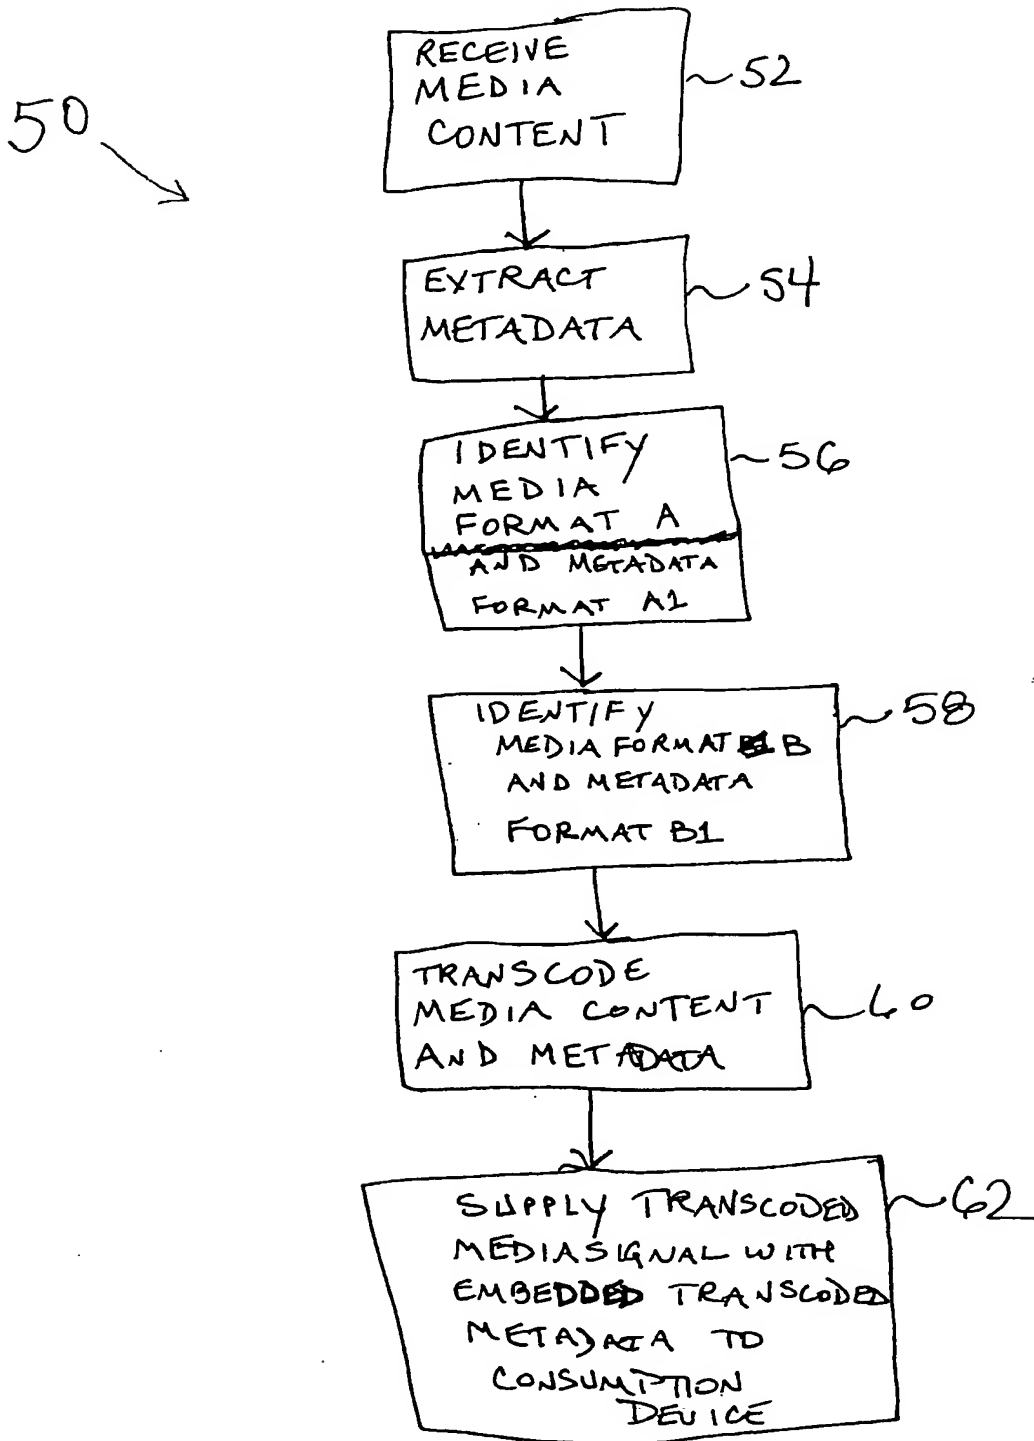 50
RECEIVE
MEDIA
CONTENT
52
EXTRACT
METADATA
54
IDENTIFY
MEDIA
FORMAT A
AND METADATA
FORMAT A1
56
IDENTIFY
MEDIA FORMAT B
AND METADATA
FORMAT B1
58
TRANSCODE
MEDIA CONTENT
AND METADATA
60
SUPPLY TRANSCODED
MEDIA SIGNAL WITH
EMBEDDED TRANSCODED
METADATA TO
CONSUMPTION
DEVICE
62